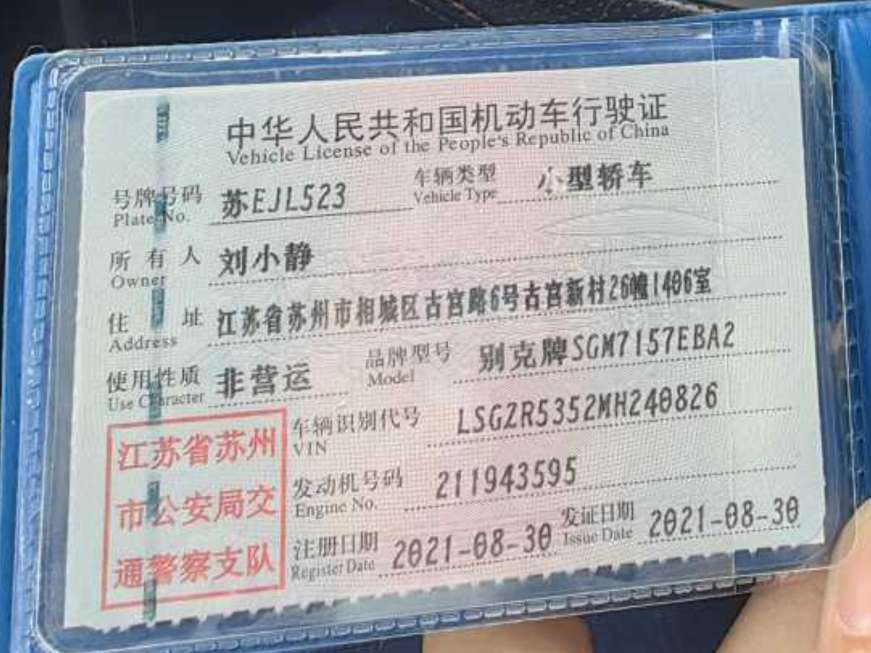 中华人民共和国机动车行驶证
Vehicle License of the People's Republic of China
号牌号码 苏EJL523 车辆类型 小型轿车
Plate No. Vehicle Type
所有人 刘小静
Owner
住址 江苏省苏州市相城区古宫路6号古宫新村26幢1406室
Address
使用性质 非营运 品牌型号 别克牌SGM7157EBA2
Use Character Model
江苏省苏州
市公安局交
通警察支队
车辆识别代号 LSGZR5352MH240826
VIN
发动机号码 211943595
Engine No.
注册日期 2021-08-30 发证日期 2021-08-30
Register Date Issue Date